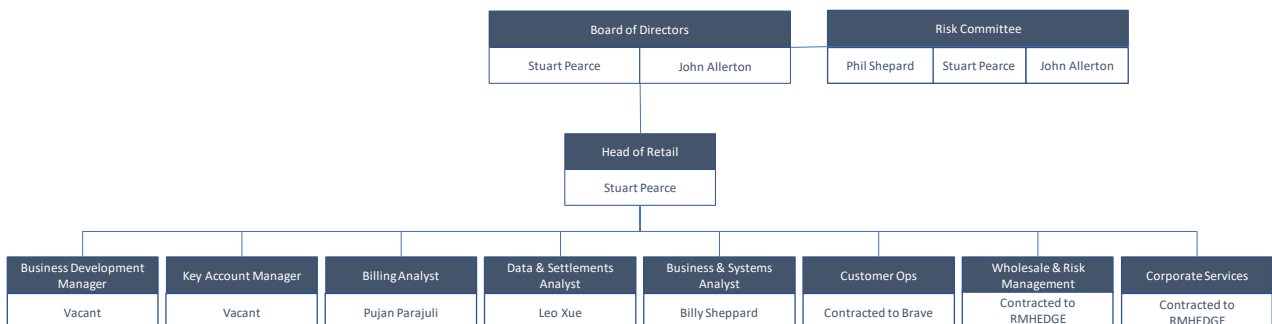 Board of Directors
Risk Committee
Stuart Pearce
John Allerton
Phil Shepard
Stuart Pearce
John Allerton
Head of Retail
Stuart Pearce
Business Development
Manager
Key Account Manager
Billing Analyst
Data & Settlements
Analyst
Business & Systems
Analyst
Customer Ops
Wholesale & Risk
Management
Corporate Services
Vacant
Vacant
Pujan Parajuli
Leo Xue
Billy Sheppard
Contracted to Brave
Contracted to
RMHEDGE
Contracted to
RMHEDGE